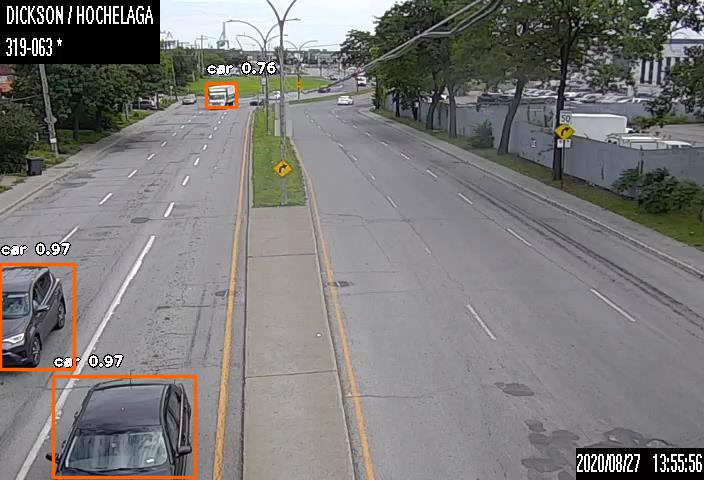 DICKSON / HOCHELAGA
319-063 *
car 0.76
50
car 0.97
car 0.97
2020/08/27 13:55:56